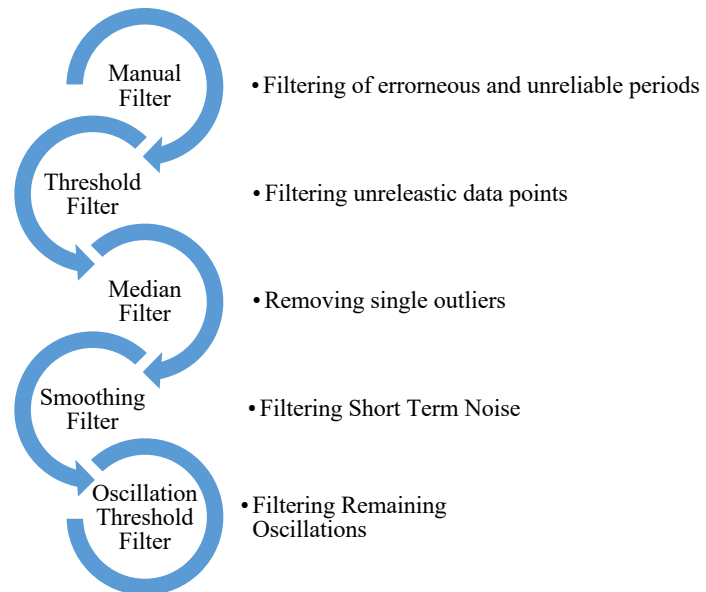 Manual
Filter
• Filtering of errorneous and unreliable periods
Threshold
Filter
• Filtering unreleastic data points
Median
Filter
• Removing single outliers
Smoothing
Filter
• Filtering Short Term Noise
Oscillation
Threshold
Filter
• Filtering Remaining
Oscillations